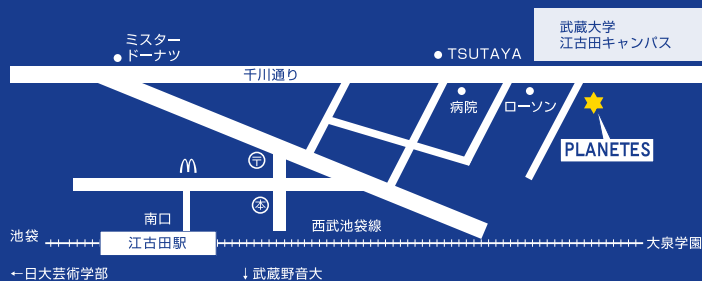 武蔵大学
江古田キャンパス
ミスター
ドーナツ
TSUTAYA
千川通り
病院
ローソン
PLANETES
〒
本
南口
西武池袋線
池袋
江古田駅
大泉学園
←日大芸術学部
↓武蔵野音大